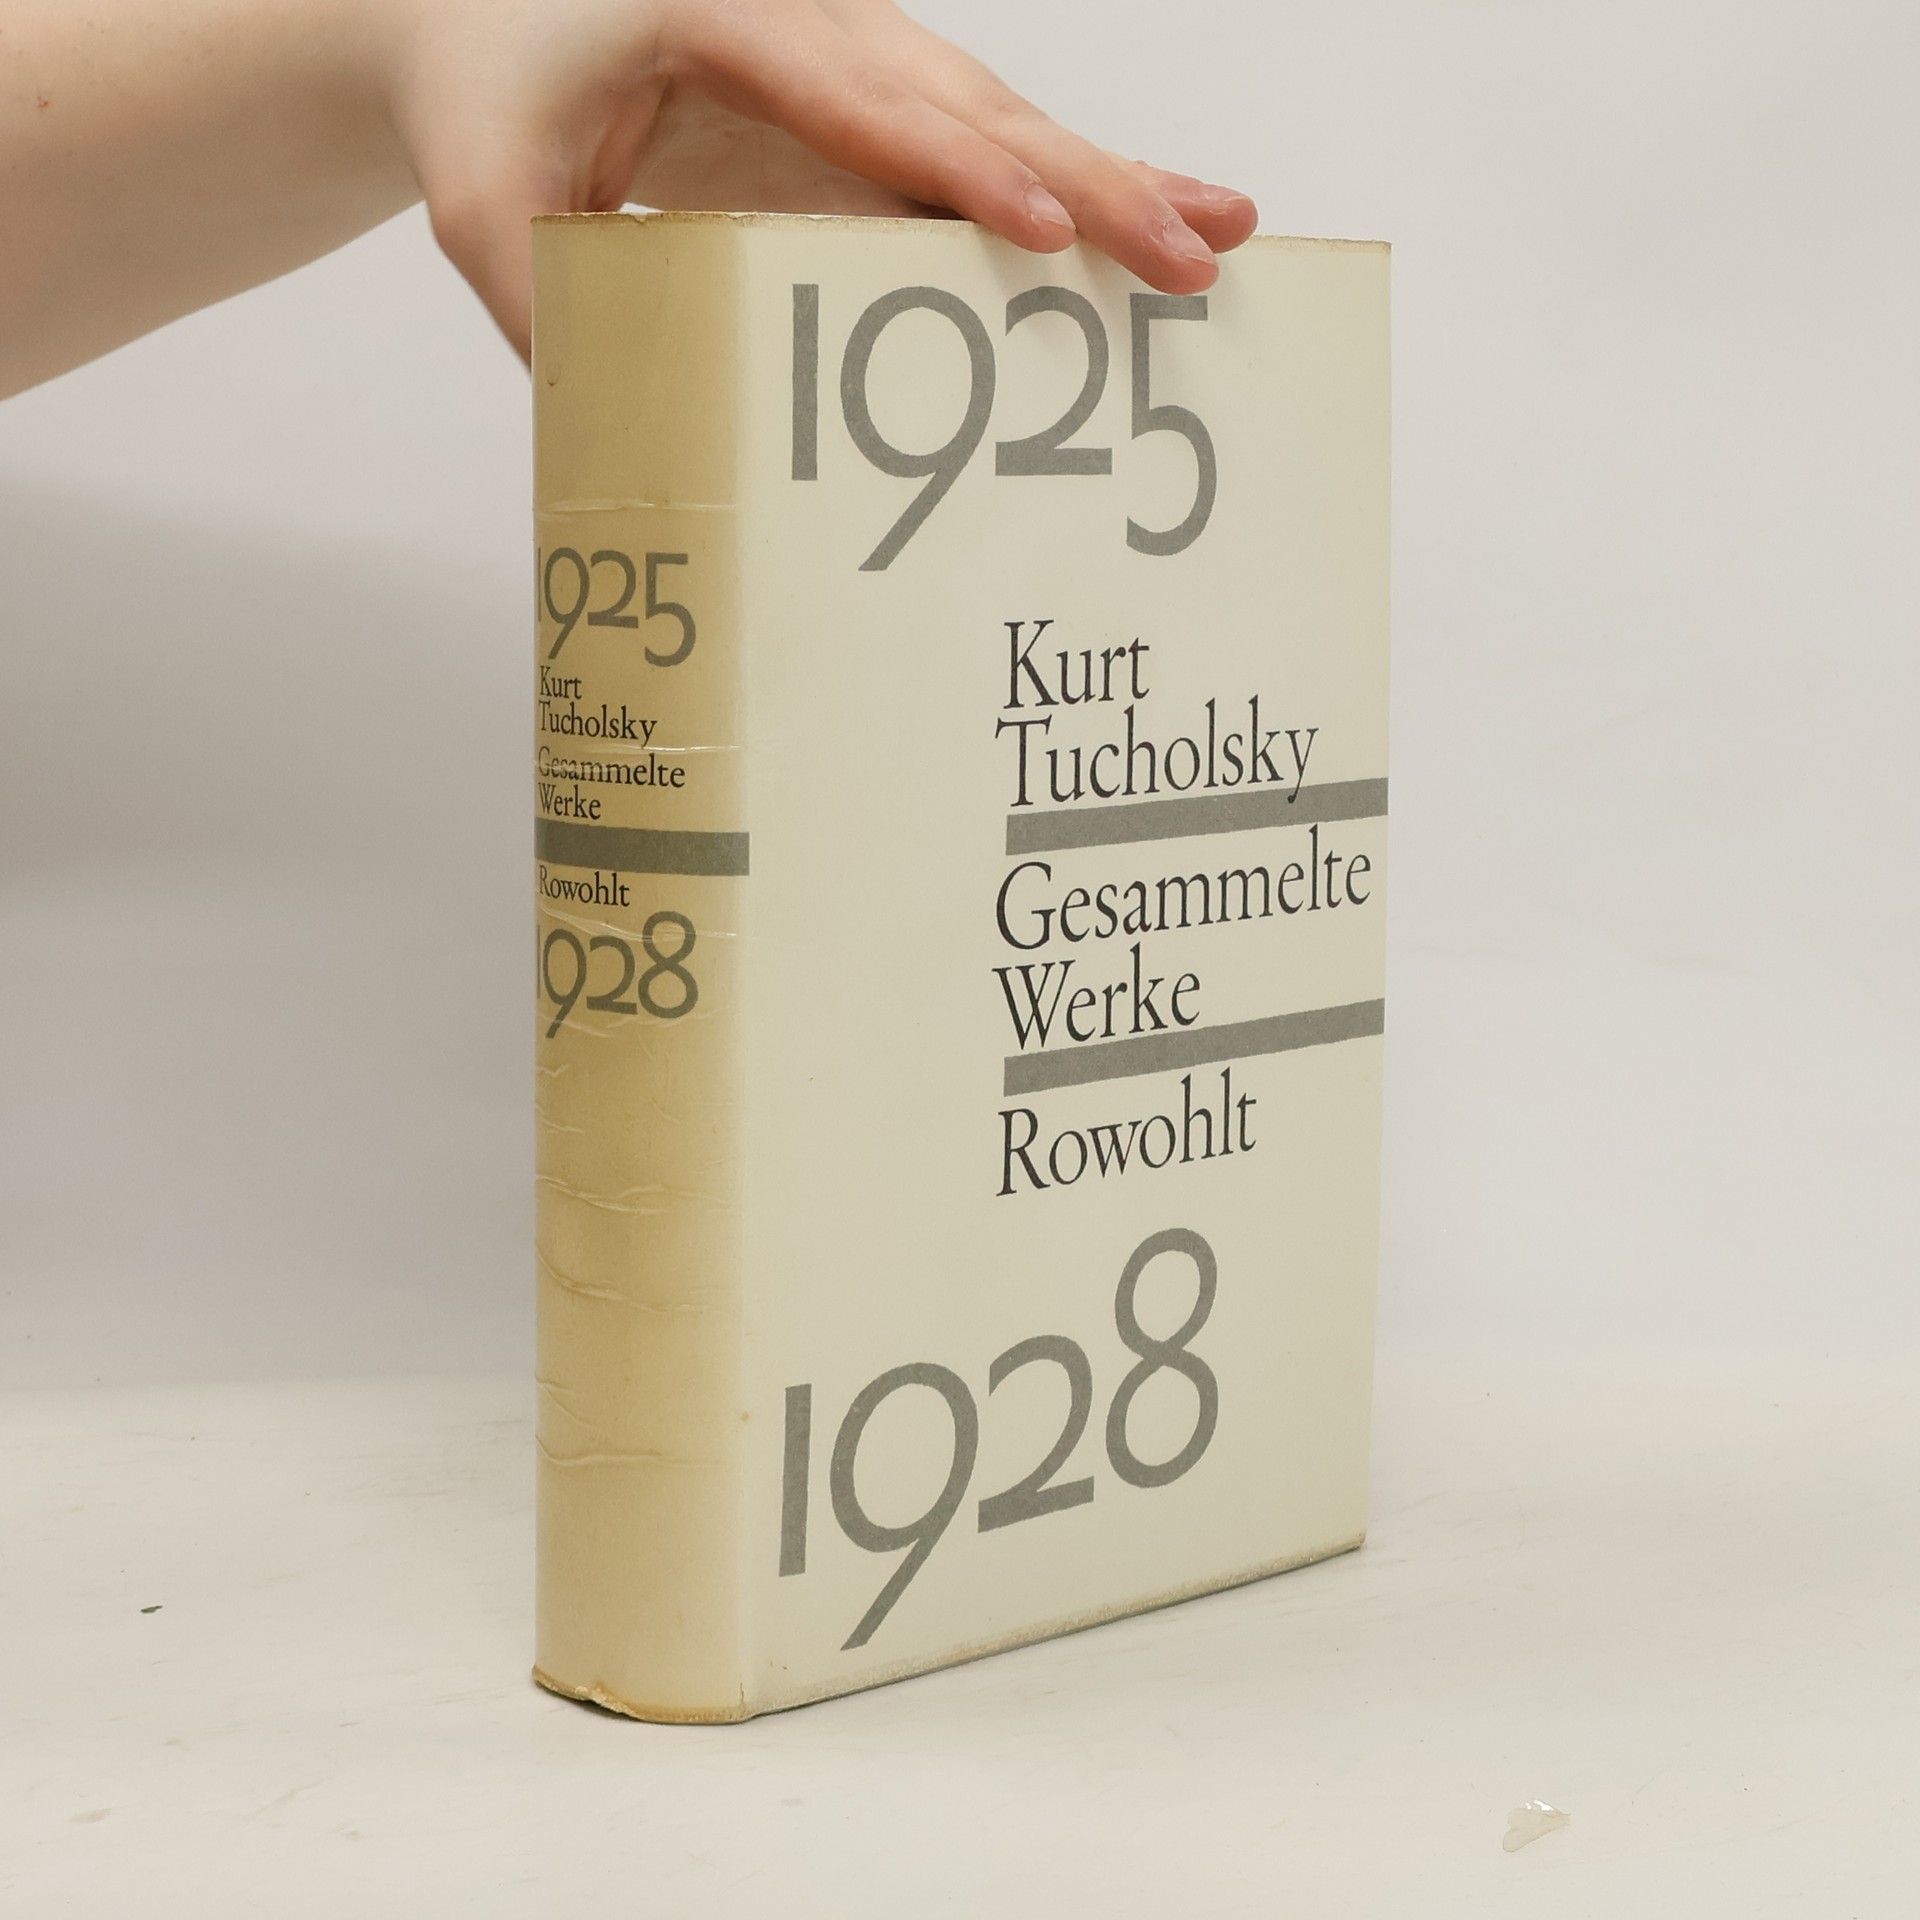 1925
Kurt
Tucholsky
Gesammelte
Werke
Rowohlt
1928
1925
Kurt
Tucholsky
Gesammelte
Werke
Rowohlt
1928